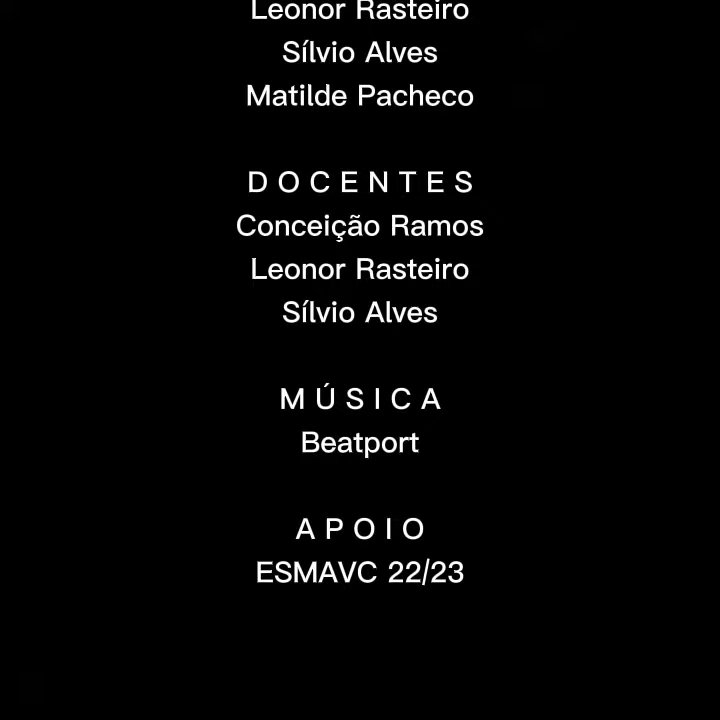 Leonor Rasteiro
Sílvio Alves
Matilde Pacheco
D O C E N T E S
Conceição Ramos
Leonor Rasteiro
Sílvio Alves
M Ú S I C A
Beatport
A P O I O
ESMAVC 22/23